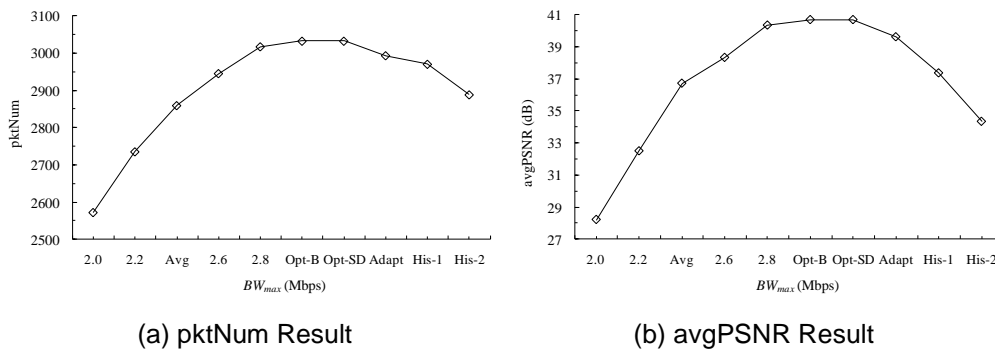 3100
3000
2900
2800
2700
2600
2500
pktNum
2.0 2.2 Avg 2.6 2.8 Opt-B Opt-SD Adapt His-1 His-2
BWmax (Mbps)
(a) pktNum Result
41
39
37
35
33
31
29
27
avgPSNR (dB)
2.0 2.2 Avg 2.6 2.8 Opt-B Opt-SD Adapt His-1 His-2
BWmax (Mbps)
(b) avgPSNR Result